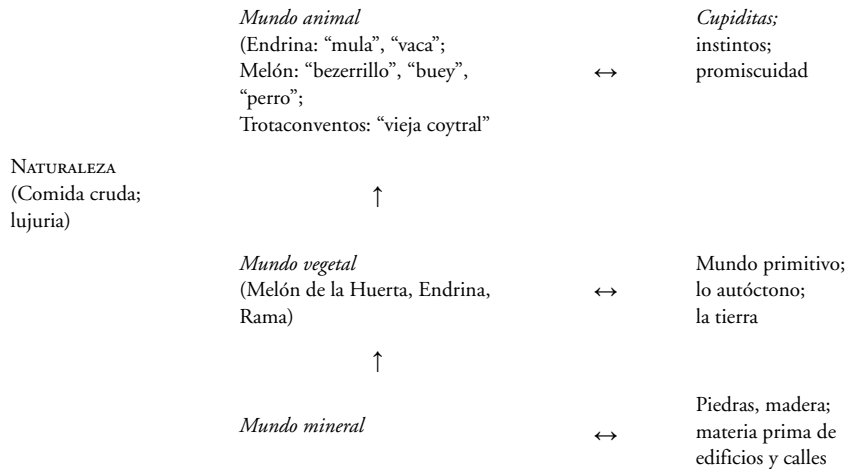 Mundo animal
(Endrina: “mula”, “vaca”;
Melón: “bezerrillo”, “buey”,
“perro”;
Trotaconventos: “vieja coytral”
↔
Cupiditas;
instintos;
promiscuidad
NATURALEZA
(Comida cruda;
lujuria)
↑
Mundo vegetal
(Melón de la Huerta, Endrina,
Rama)
↔
Mundo primitivo;
lo autóctono;
la tierra
↑
Mundo mineral
↔
Piedras, madera;
materia prima de
edificios y calles